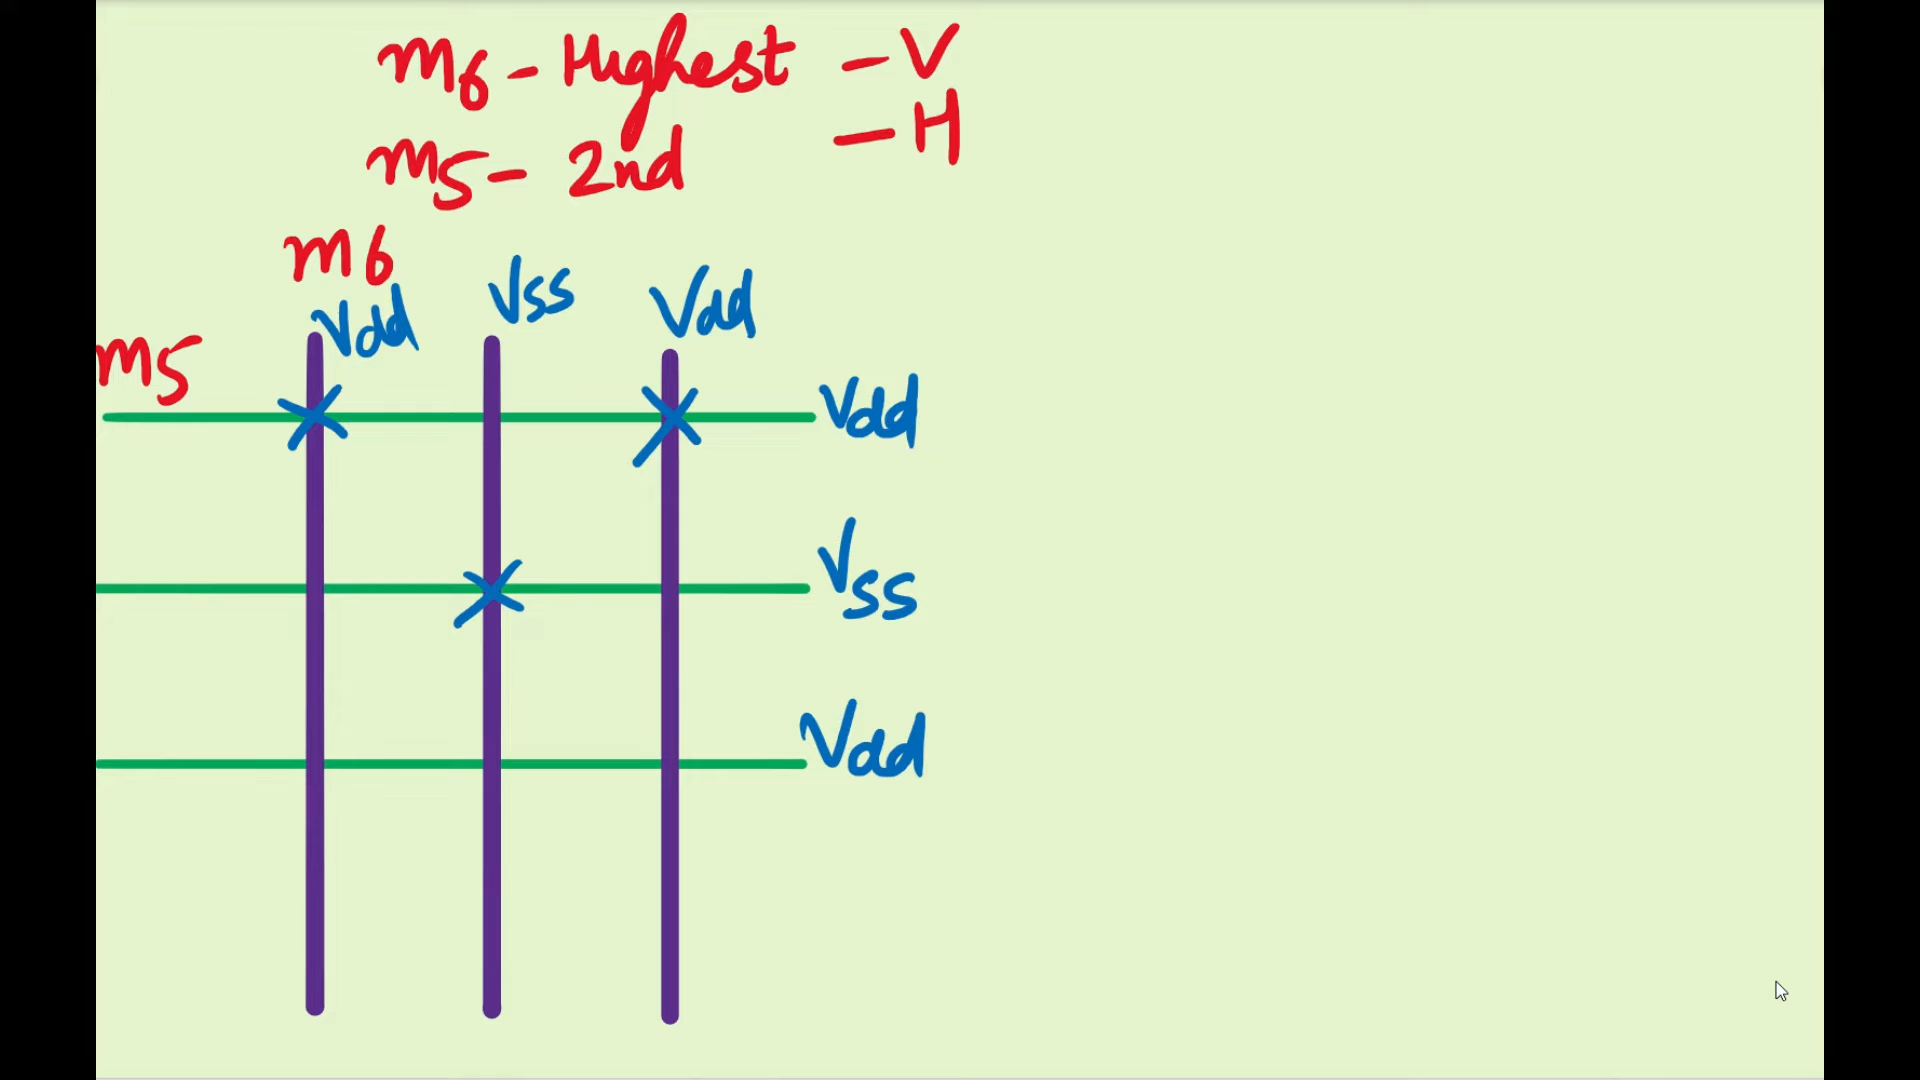 m6 - Highest - V
m5 - 2nd - H
m6
Vdd Vss Vdd
m5
Vdd
Vss
Vdd